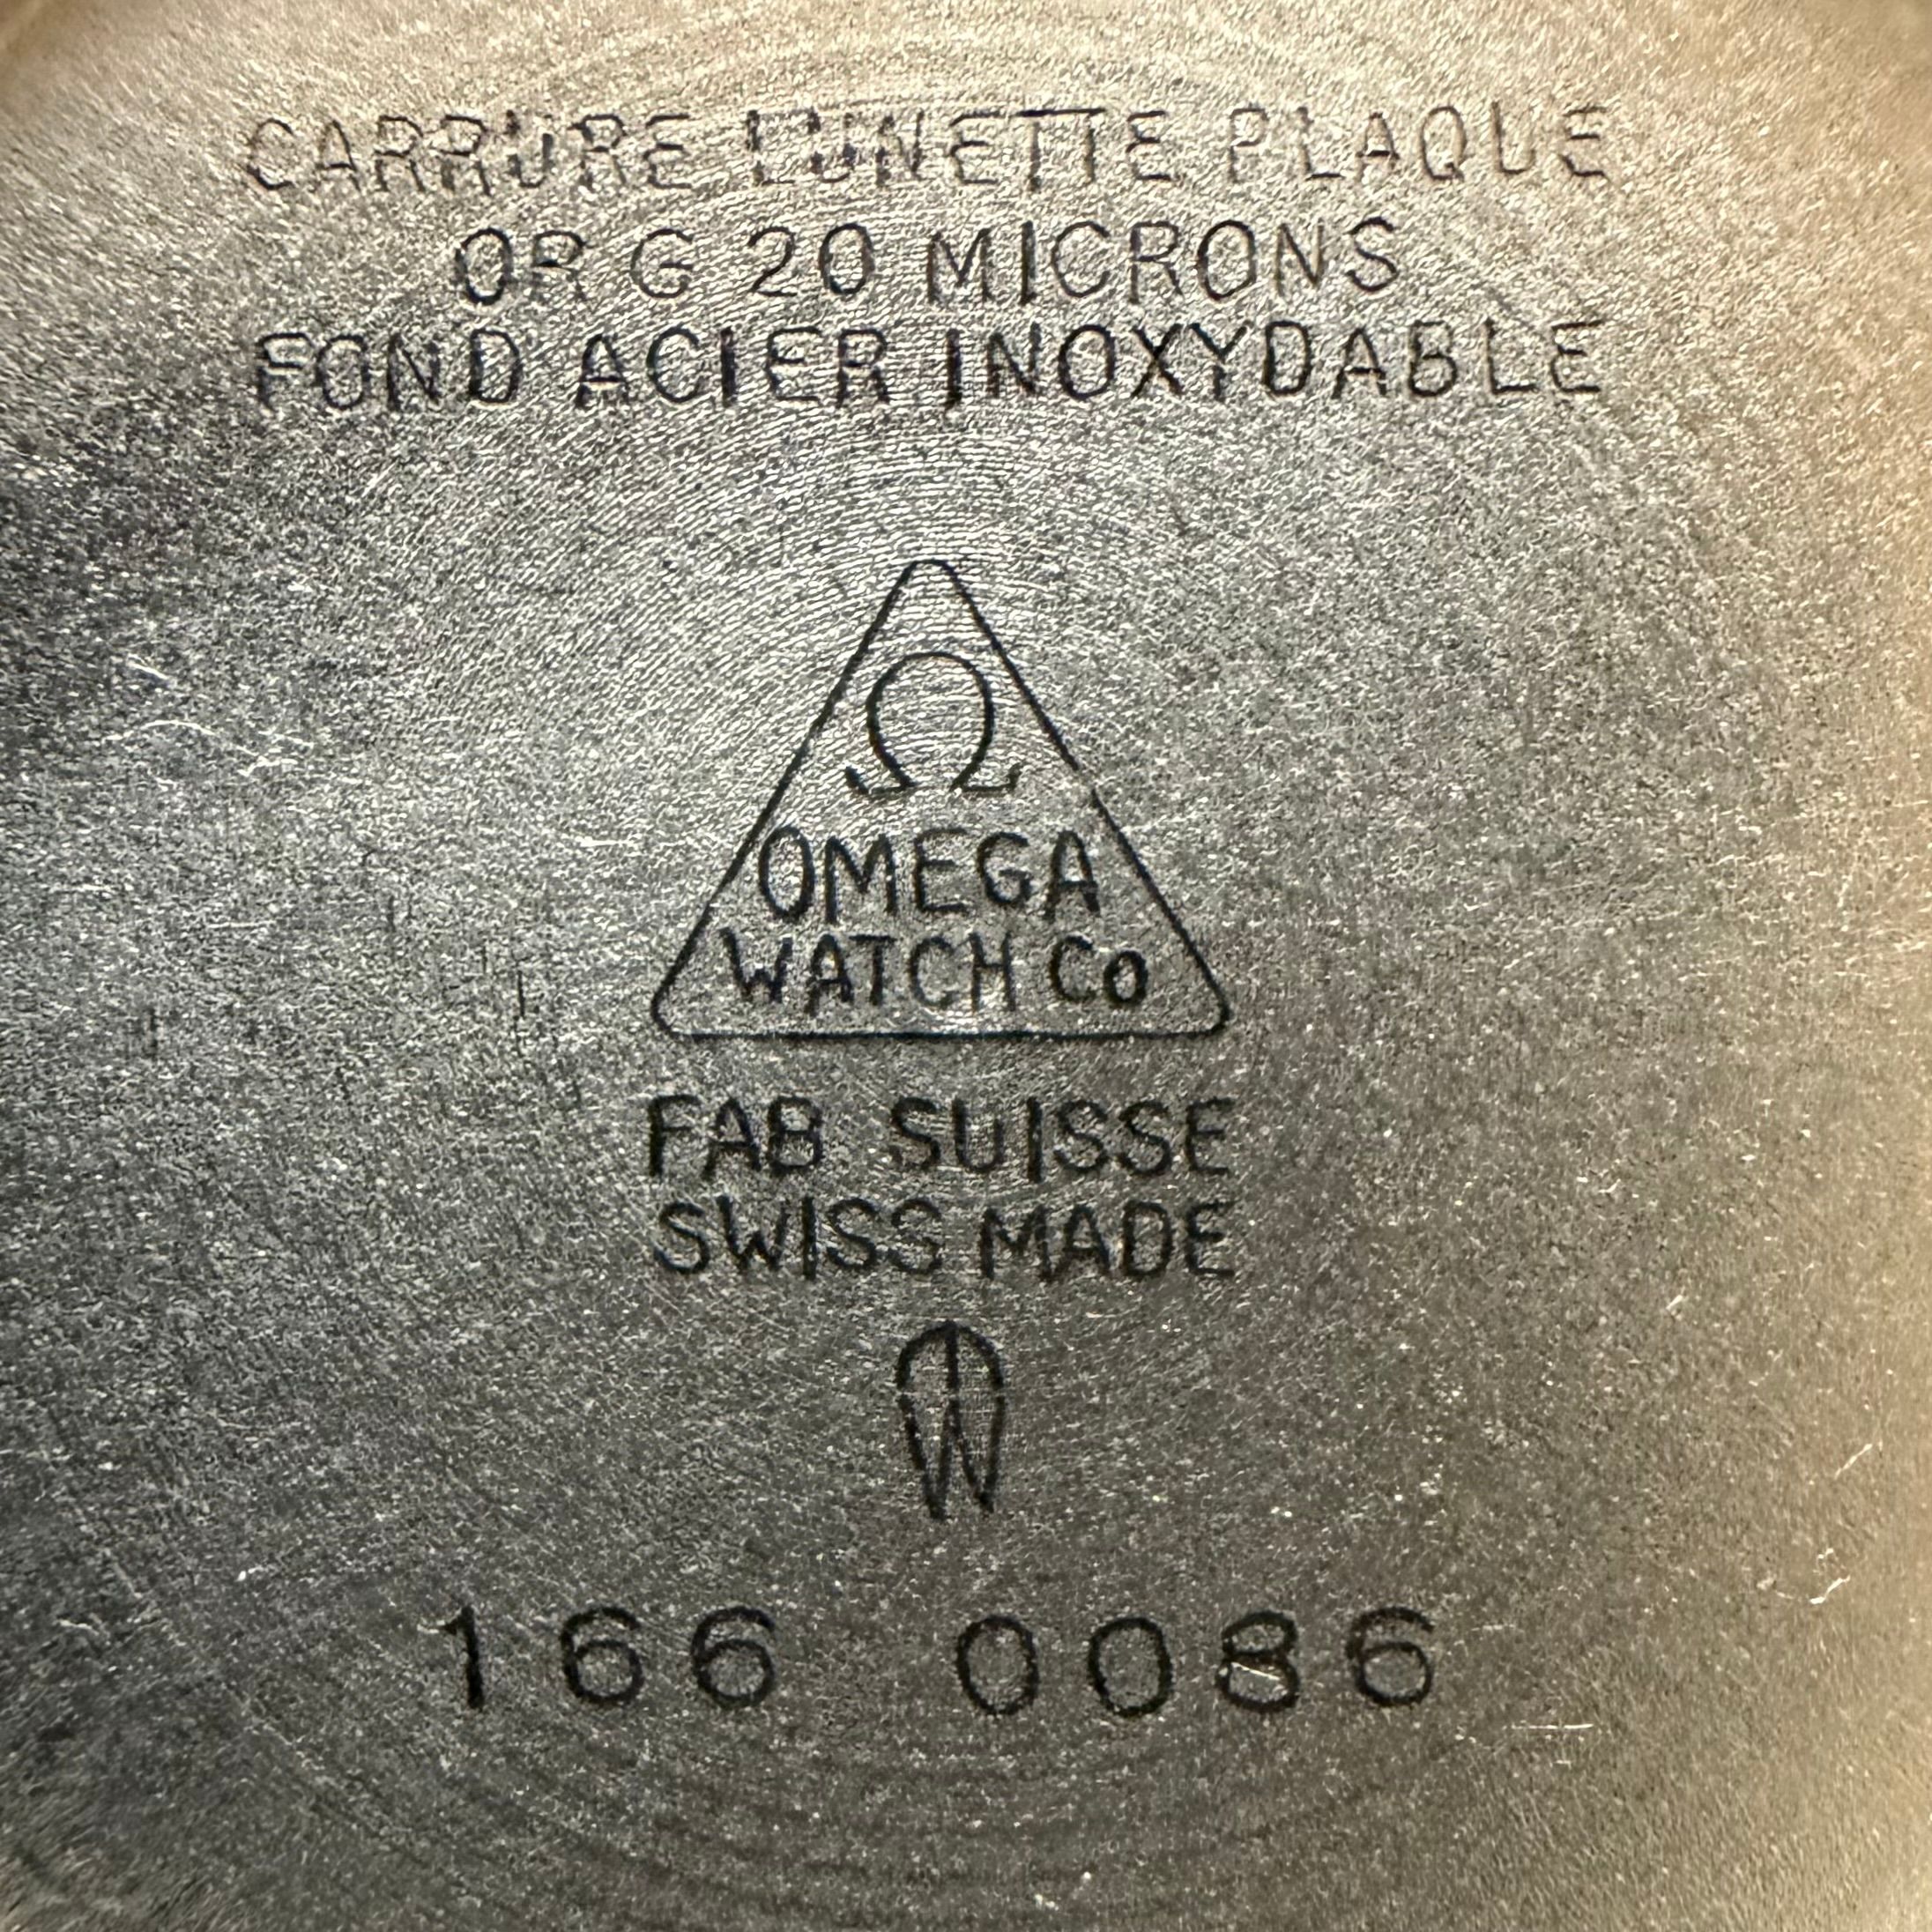 CARRURE LUNETTE PLAQUE
OR G 20 MICRONS
FOND ACIER INOXYDABLE
Ω
OMEGA
WATCH Co
FAB SUISSE
SWISS MADE
166 0086